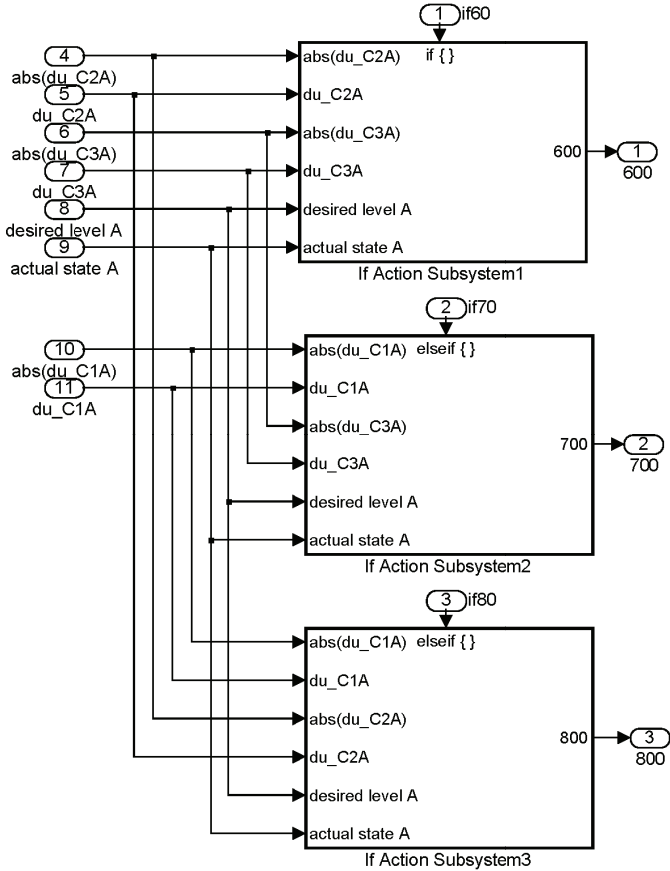 1 if60
4
abs(du_C2A)
5
du_C2A
6
abs(du_C3A)
7
du_C3A
8
desired level A
9
actual state A
abs(du_C2A) if { }
du_C2A
abs(du_C3A)
du_C3A
desired level A
actual state A
600
1
600
If Action Subsystem1
2 if70
10
abs(du_C1A)
11
du_C1A
abs(du_C1A) elseif { }
du_C1A
abs(du_C3A)
du_C3A
desired level A
actual state A
700
2
700
If Action Subsystem2
3 if80
abs(du_C1A) elseif { }
du_C1A
abs(du_C2A)
du_C2A
desired level A
actual state A
800
3
800
If Action Subsystem3